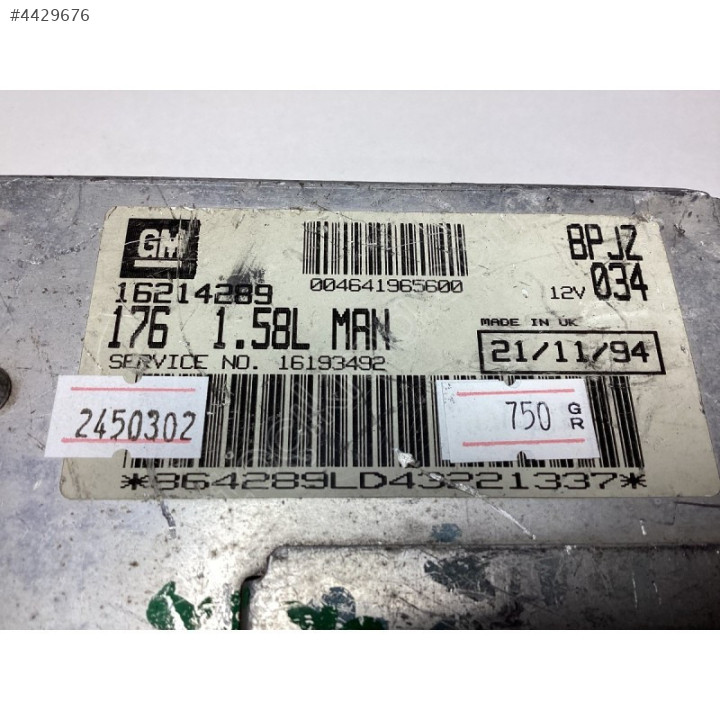 #4429676
GM
16214289
176 1.58L MAN
SERVICE NO. 16193492
004641965600
BPJZ
12V 034
MADE IN UK
21/11/94
2450302
750 GR
*864289LD43221337*